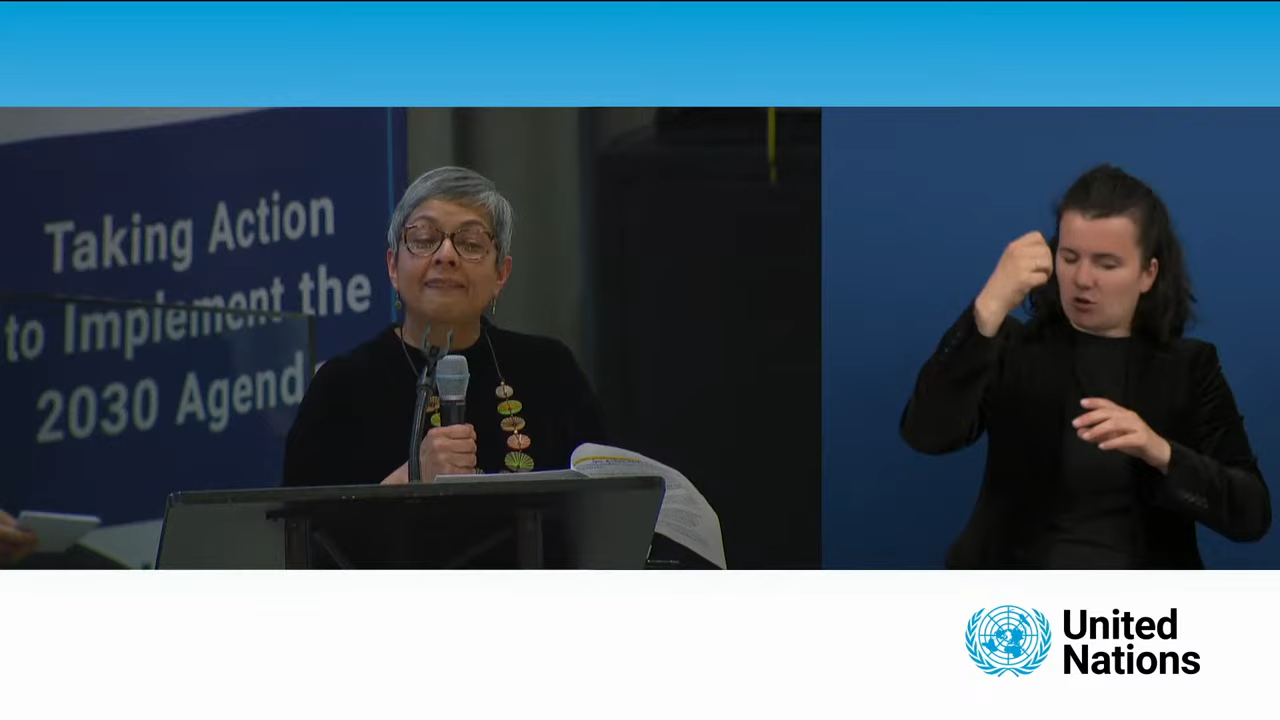 Taking Action
to Implement the
2030 Agend
United
Nations